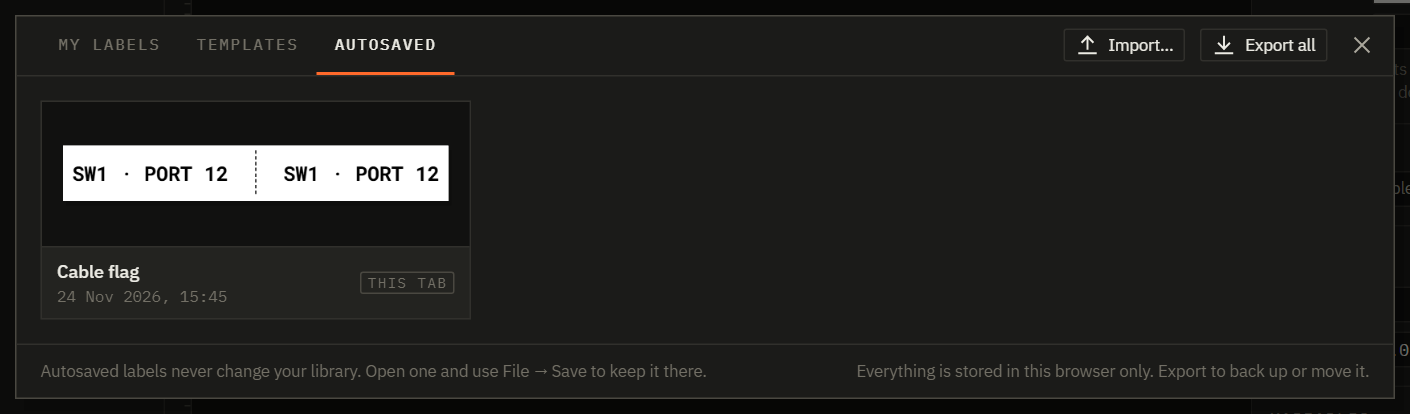 MY LABELS TEMPLATES AUTOSAVED Import... Export all
SW1 · PORT 12 SW1 · PORT 12
Cable flag
THIS TAB
24 Nov 2026, 15:45
Autosaved labels never change your library. Open one and use File → Save to keep it there. Everything is stored in this browser only. Export to back up or move it.